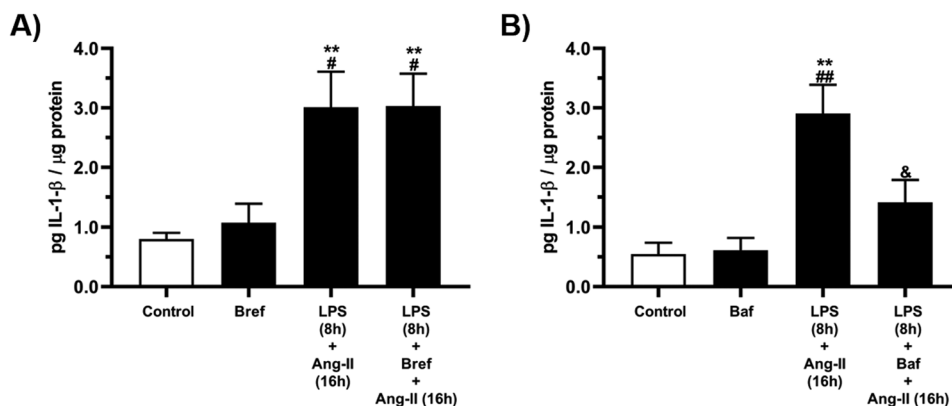 A)
pg IL-1-β / μg protein
4.0
3.0
2.0
1.0
0.0
**
#
**
#
Control
Bref
LPS
(8h)
+
Ang-II
(16h)
LPS
(8h)
+
Bref
+
Ang-II (16h)
B)
pg IL-1-β / μg protein
4.0
3.0
2.0
1.0
0.0
**
##
&
Control
Baf
LPS
(8h)
+
Ang-II
(16h)
LPS
(8h)
+
Baf
+
Ang-II (16h)